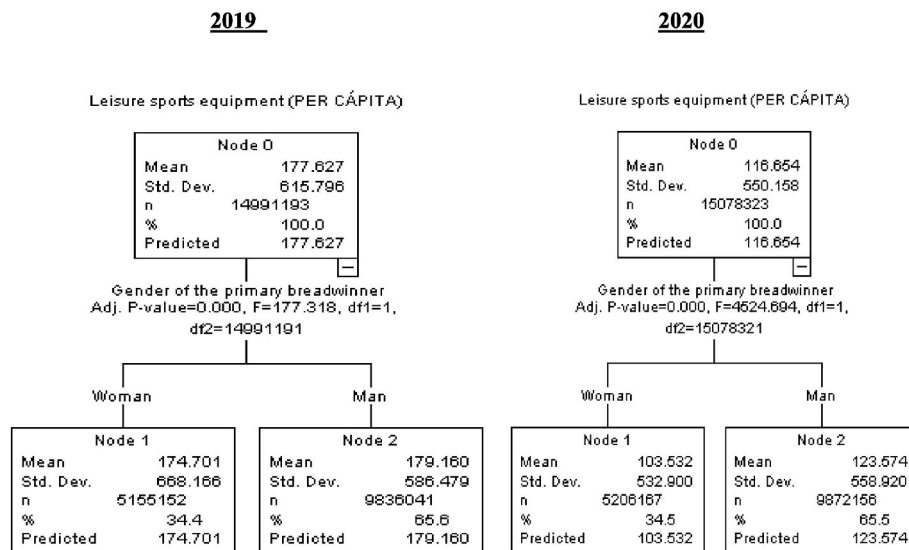 2019
Leisure sports equipment (PER CÁPITA)
Node 0
Mean 177.627
Std. Dev. 615.796
n 14991193
% 100.0
Predicted 177.627
Gender of the primary breadwinner
Adj. P-value=0.000, F=177.318, df1=1,
df2=14991191
Woman
Man
Node 1
Mean 174.701
Std. Dev. 668.166
n 5155152
% 34.4
Predicted 174.701
Node 2
Mean 179.160
Std. Dev. 586.479
n 9836041
% 65.6
Predicted 179.160
2020
Leisure sports equipment (PER CÁPITA)
Node 0
Mean 116.654
Std. Dev. 550.158
n 15078323
% 100.0
Predicted 116.654
Gender of the primary breadwinner
Adj. P-value=0.000, F=4524.694, df1=1,
df2=15078321
Woman
Man
Node 1
Mean 103.532
Std. Dev. 532.900
n 5206167
% 34.5
Predicted 103.532
Node 2
Mean 123.574
Std. Dev. 558.920
n 9872156
% 65.5
Predicted 123.574